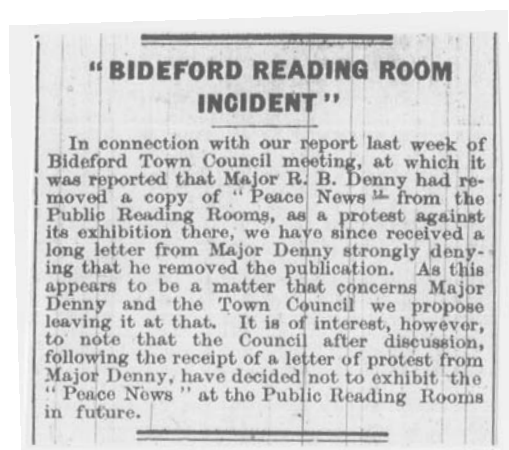 " BIDEFORD READING ROOM
INCIDENT "
In connection with our report last week of
Bideford Town Council meeting, at which it
was reported that Major R. B. Denny had re-
moved a copy of " Peace News " from the
Public Reading Rooms, as a protest against
its exhibition there, we have since received a
long letter from Major Denny strongly deny-
ing that he removed the publication. As this
appears to be a matter that concerns Major
Denny and the Town Council we propose
leaving it at that. It is of interest, however,
to note that the Council after discussion,
following the receipt of a letter of protest from
Major Denny, have decided not to exhibit the
" Peace News " at the Public Reading Rooms
in future.